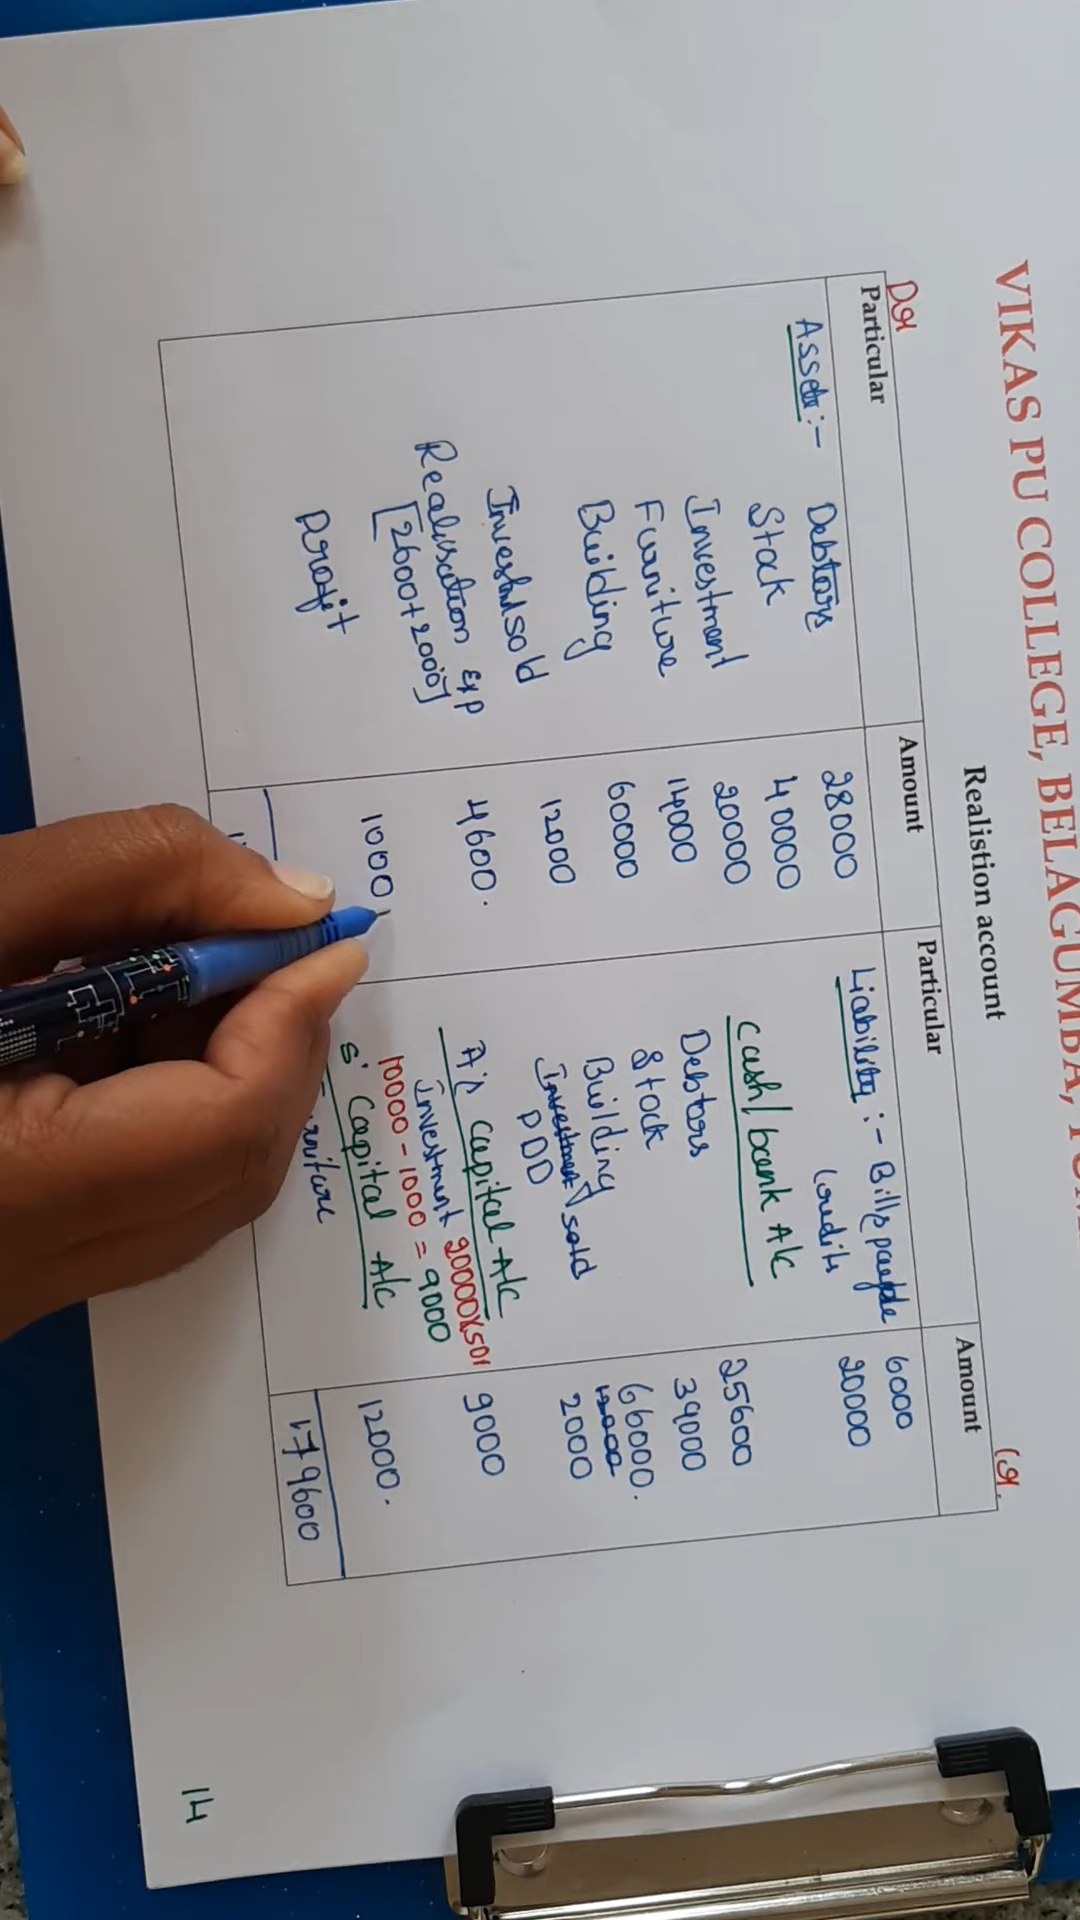 VIKAS PU COLLEGE, BELAGUMBA,
Realistion account
Dr
Cr.
Particular Amount Particular Amount
Assets :- Debtors 28000
Stock 40000
Investment 20000
Furniture 14000
Building 60000
Investmd sold 12000
Realisation exp 4600.
[2600+2000]
Profit 1000
Liability :- Bills payable 6000
Credits 20000
Cash/bank A/c
Debtors 25600
Stock 39000
Building 66000.
Investment sold 12000
PDD 2000
A's capital A/c
Investment 20000X50% 9000
10000 - 1000 = 9000
S' capital A/c 12000.
179600
14